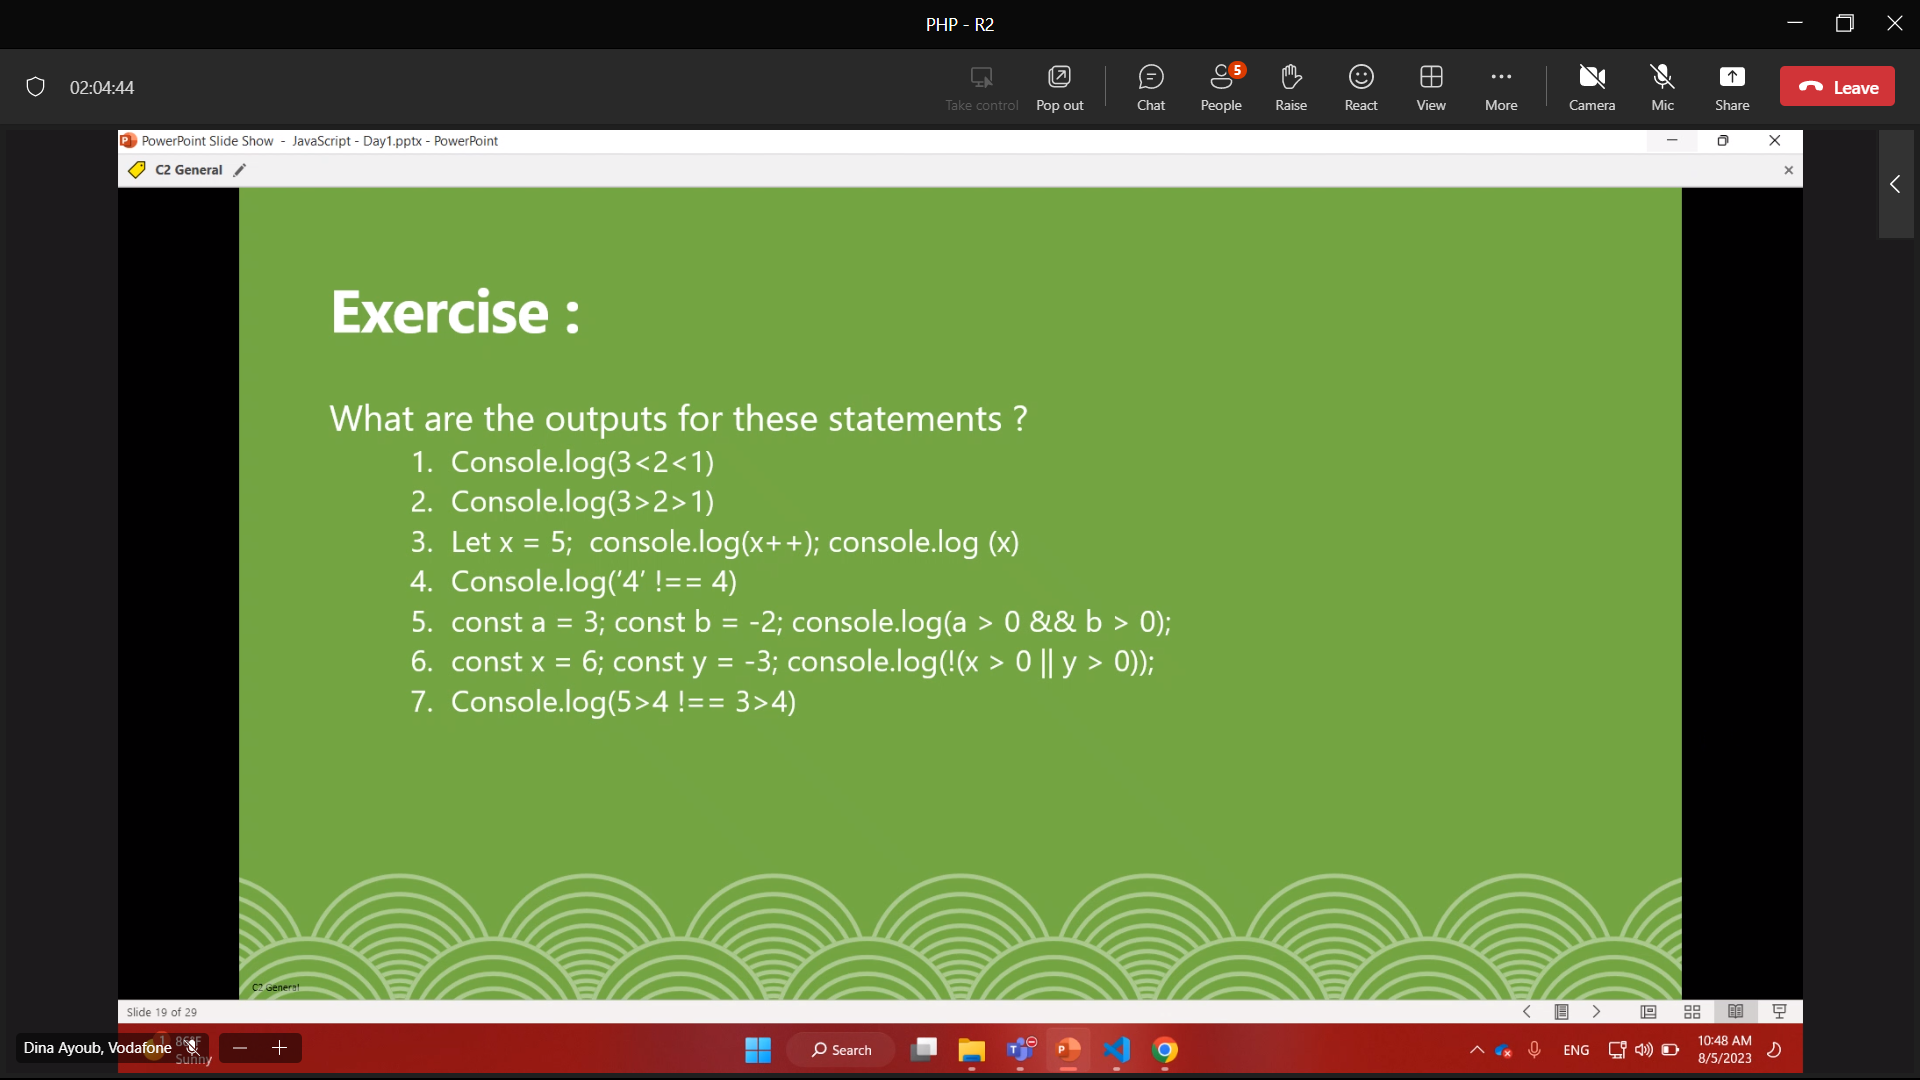 PHP - R2
02:04:44
Take control
Pop out
Chat
5
People
Raise
React
View
More
Camera
Mic
Share
Leave
PowerPoint Slide Show - JavaScript - Day1.pptx - PowerPoint
C2 General
Exercise :
What are the outputs for these statements ?
1. Console.log(3<2<1)
2. Console.log(3>2>1)
3. Let x = 5; console.log(x++); console.log (x)
4. Console.log(‘4’ !== 4)
5. const a = 3; const b = -2; console.log(a > 0 && b > 0);
6. const x = 6; const y = -3; console.log(!(x > 0 || y > 0));
7. Console.log(5>4 !== 3>4)
C2 General
Slide 19 of 29
Dina Ayoub, Vodafone
Sunny
Search
ENG
10:48 AM
8/5/2023